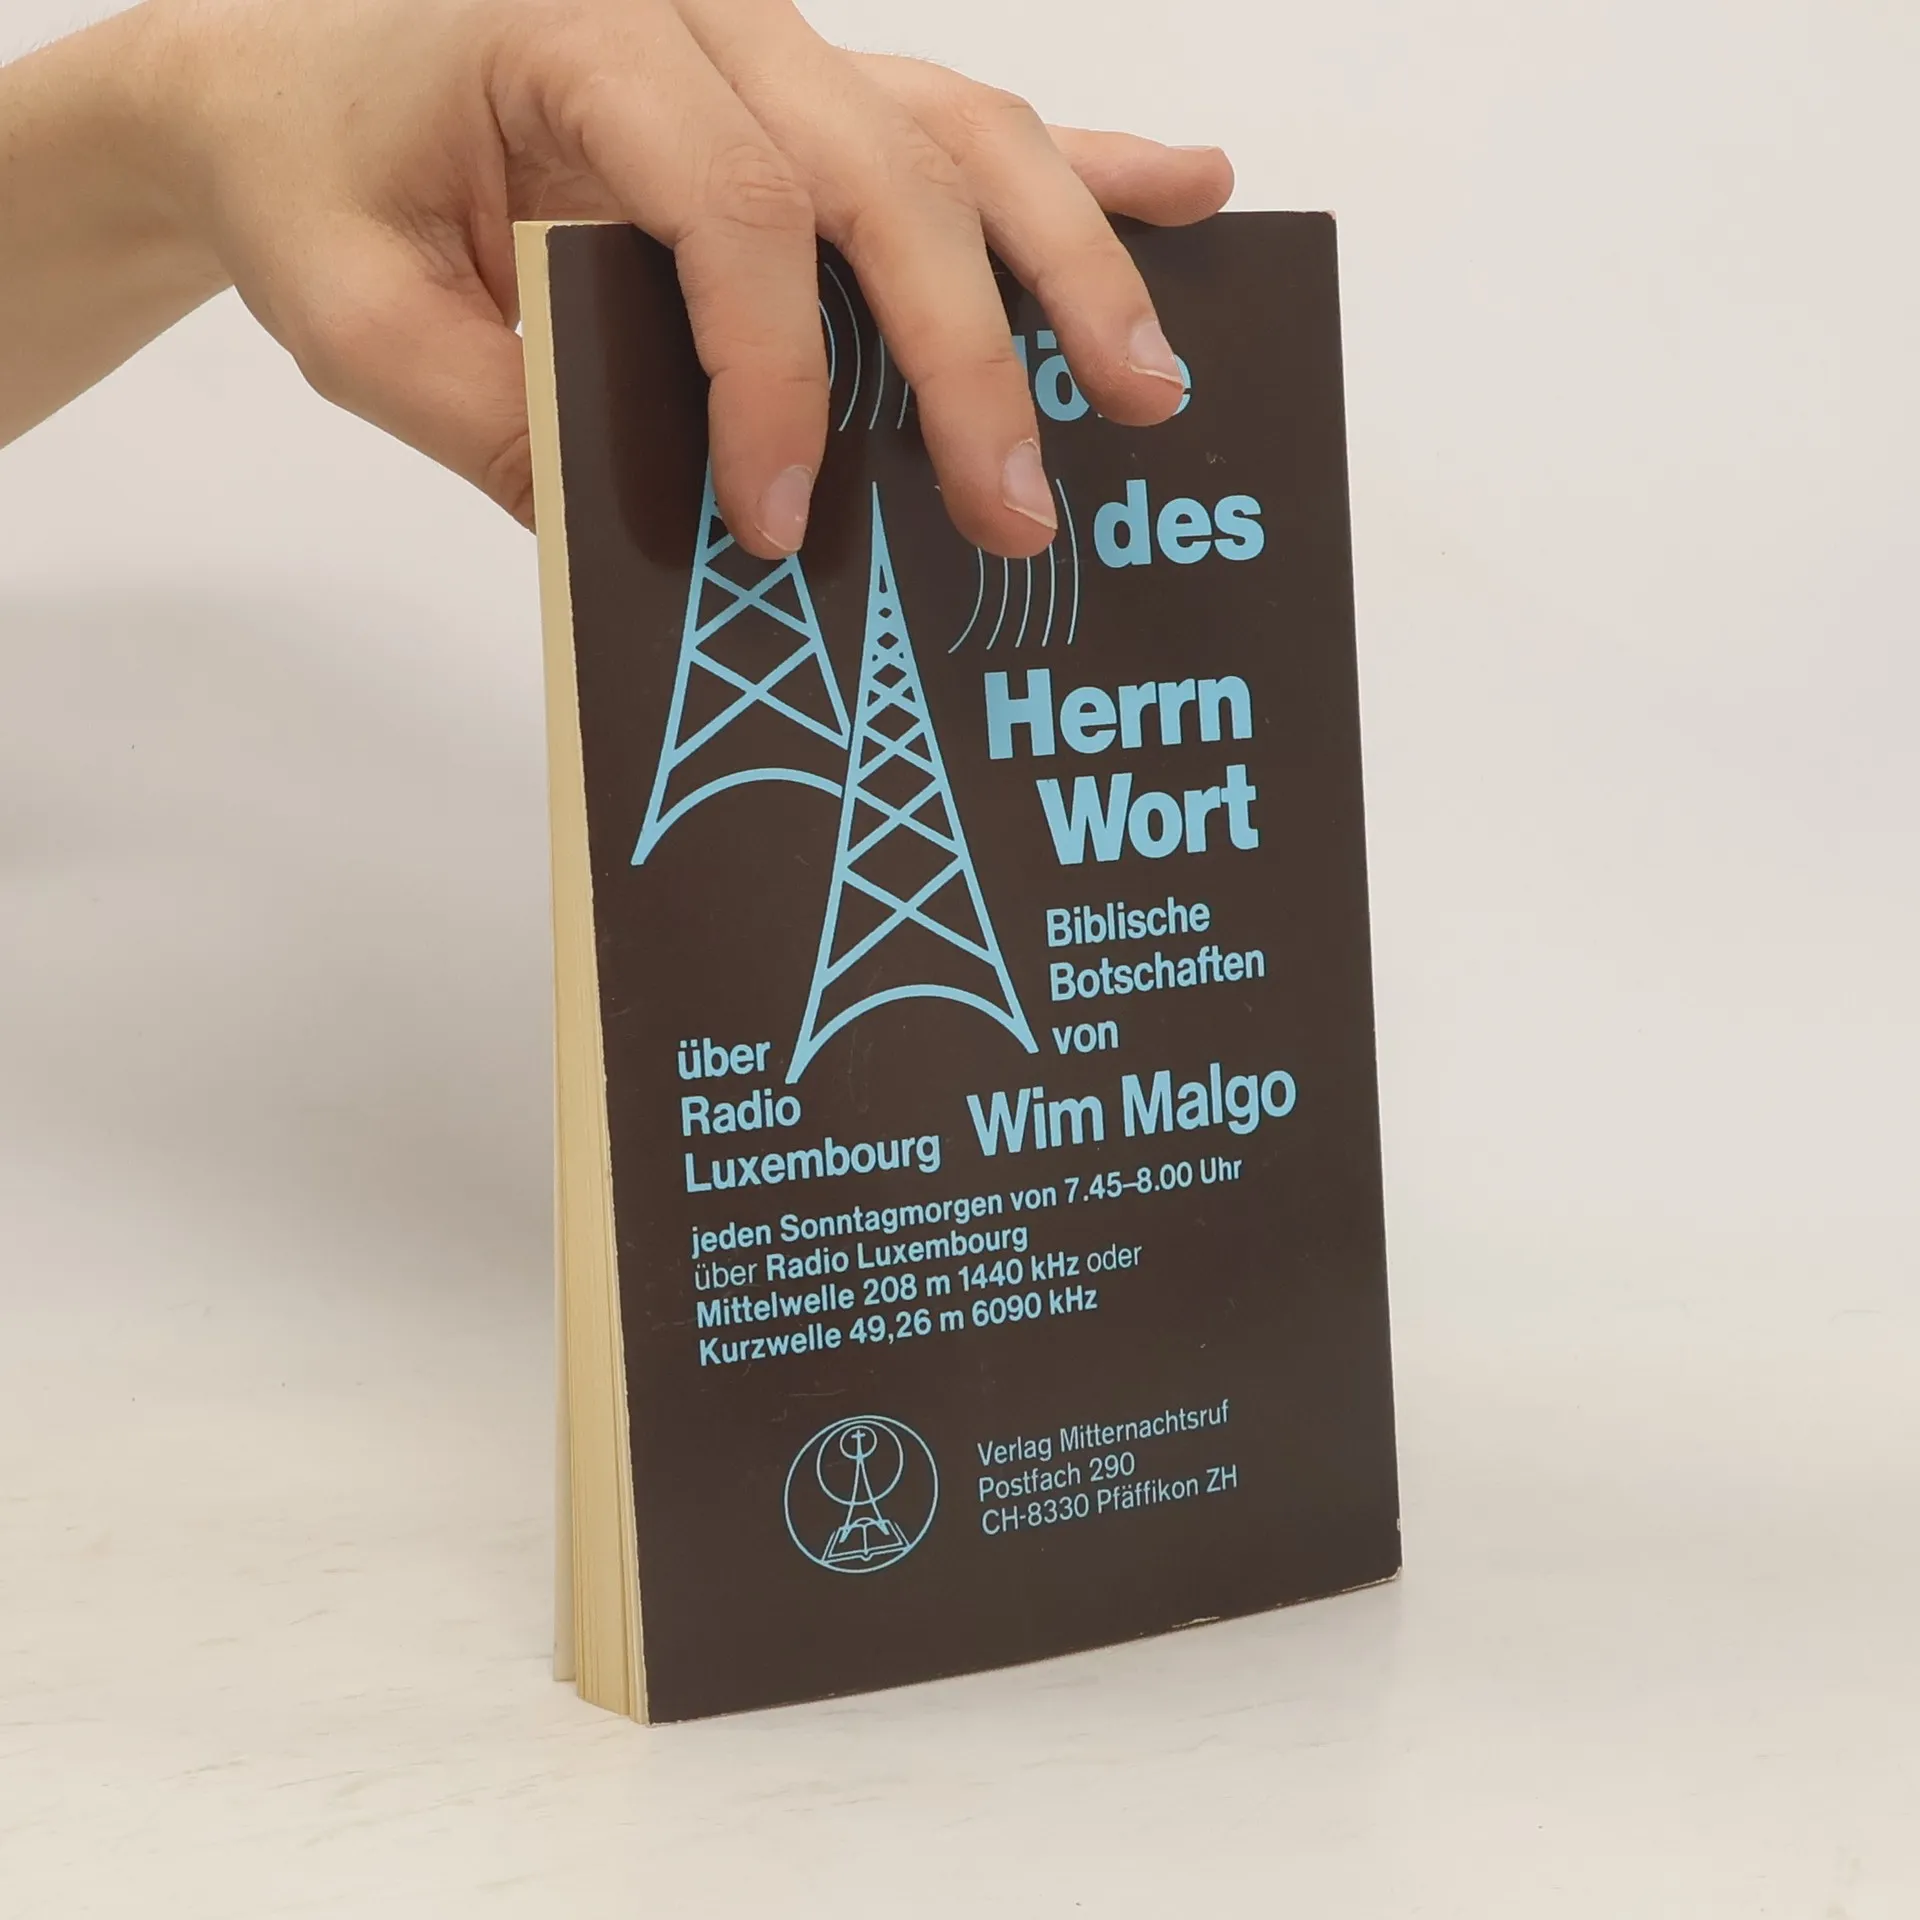 Höre
des
Herrn
Wort
Biblische
Botschaften
von
Wim Malgo
über
Radio
Luxembourg
jeden Sonntagmorgen von 7.45–8.00 Uhr
über Radio Luxembourg
Mittelwelle 208 m 1440 kHz oder
Kurzwelle 49,26 m 6090 kHz
Verlag Mitternachtsruf
Postfach 290
CH-8330 Pfäffikon ZH